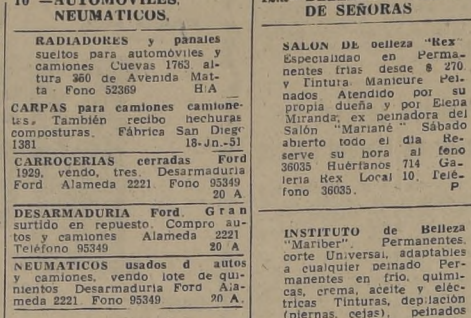 10 — AUTOMOVILES,
NEUMATICOS,
RADIADORES y panales
sueltos para automóviles y
camiones Cuevas 1763, al-
tura 360 de Avenida Mat-
ta - Fono 52369 H|A
CARPAS para camiones camione-
tas. También recibo hechuras
composturas. Fábrica San Diego
1381 18-Jn.-51
CARROCERIAS cerradas Ford
1929, vendo, tres. Desarmaduria
Ford Alameda 2221. Fono 95349
20 A.
DESARMADURIA Ford. Gran
surtido en repuesto. Compro au-
tos y camiones Alameda 2221
Teléfono 95349 20 A
NEUMATICOS usados d autos
y camiones, vendo lote de qui-
nientos Desarmaduria Ford Ala-
meda 2221 Fono 95349 20 A.
DE SEÑORAS
SALON DE belleza "Rex"
Especialidad en Perma-
nentes frías desde $ 270.
y Tintura. Manicure Pei-
nados Atendido por su
propia dueña y por Elena
Miranda, ex peinadora del
Salón "Mariane" Sábado
abierto todo el día Re-
serve su hora al fono
36035 Huérfanos 714 Ga-
lería Rex Local 10. Telé-
fono 36035. P
INSTITUTO de Belleza
"Mariber". Permanentes,
corte Universal, adaptables
a cualquier peinado Per-
manentes en frío, quími-
cas, crema, aceite y eléc-
tricas Tinturas, depilación
(piernas, cejas), peinados